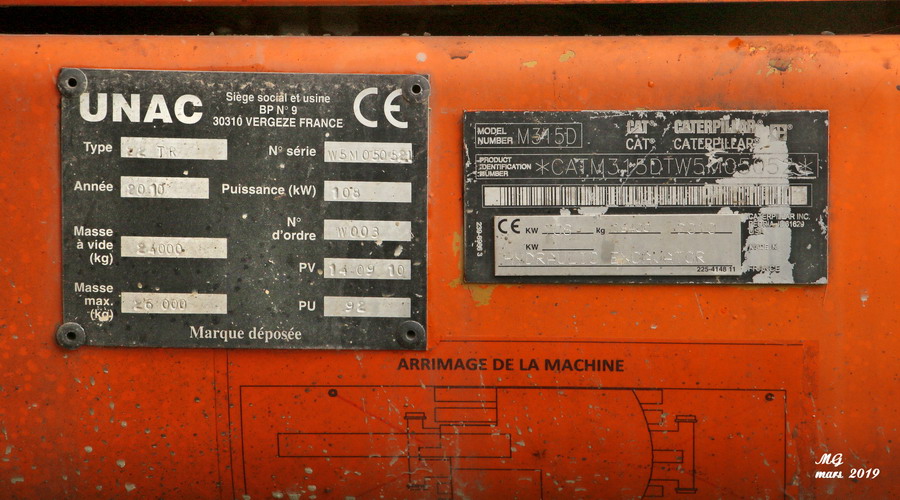 UNAC
Siège social et usine
BP N° 9
30310 VERGEZE FRANCE
CE
Type 22 TR
N° série W5M050521
Année 2010
Puissance (kW) 108
Masse à vide (kg) 24000
N° d'ordre W003
PV 14.09 10
Masse max. (kg) 26 000
PU 92
Marque déposée
MODEL NUMBER M315D
CAT® CATERPILLAR®
CAT® CATERPILLAR®
PRODUCT IDENTIFICATION NUMBER
CATERPILLAR INC.
CE KW Kg
KW
HYDRAULIC EXCAVATOR
225-4148 11
FRANCE
ARRIMAGE DE LA MACHINE
MG
mars 2019